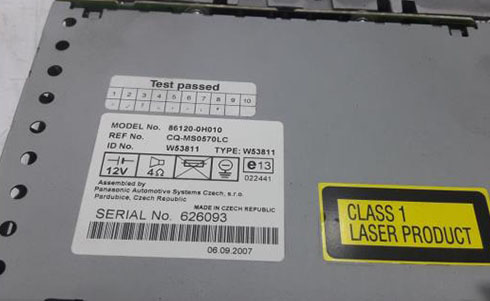 Test passed
1 2 3 4 5 6 7 8 9 10
MODEL No. 86120-0H010
REF No. CQ-MS0570LC
ID No. W53811 TYPE: W53811
12V 4Ω e13
022441
Assembled by
Panasonic Automotive Systems Czech, s.r.o.
Pardubice, Czech Republic
MADE IN CZECH REPUBLIC
SERIAL No. 626093
06.09.2007
CLASS 1
LASER PRODUCT